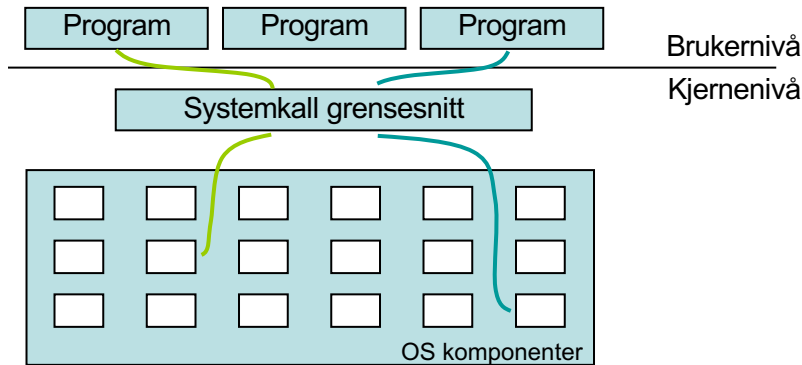 Program
Program
Program
Brukernivå
Kjernenivå
Systemkall grensesnitt
OS komponenter